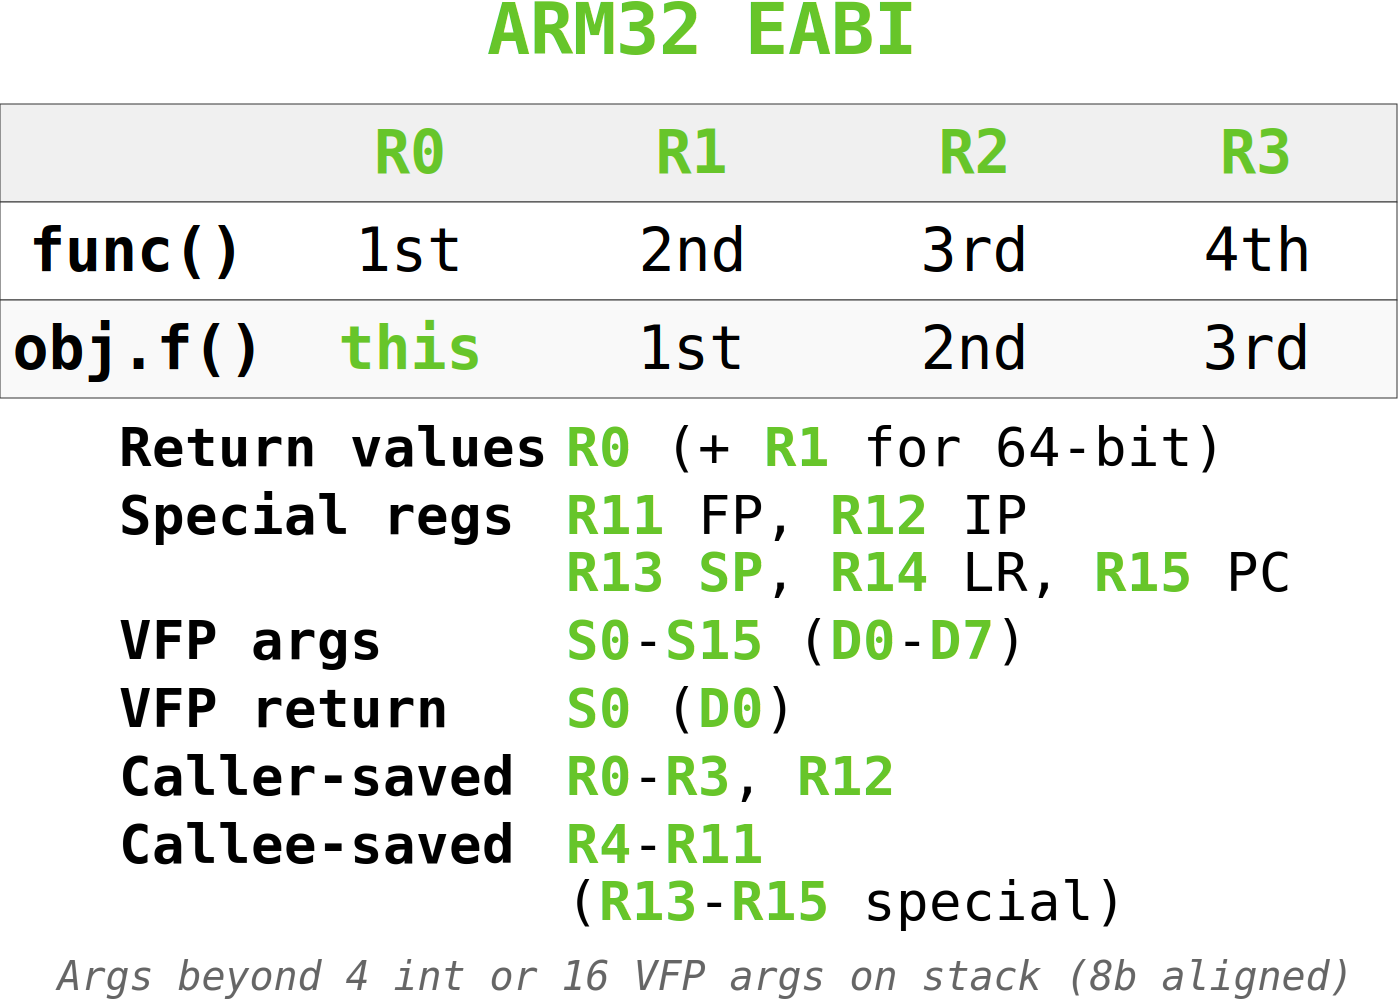 ARM32 EABI
R0 R1 R2 R3
func() 1st 2nd 3rd 4th
obj.f() this 1st 2nd 3rd
Return values R0 (+ R1 for 64-bit)
Special regs R11 FP, R12 IP
R13 SP, R14 LR, R15 PC
VFP args S0-S15 (D0-D7)
VFP return S0 (D0)
Caller-saved R0-R3, R12
Callee-saved R4-R11
(R13-R15 special)
Args beyond 4 int or 16 VFP args on stack (8b aligned)